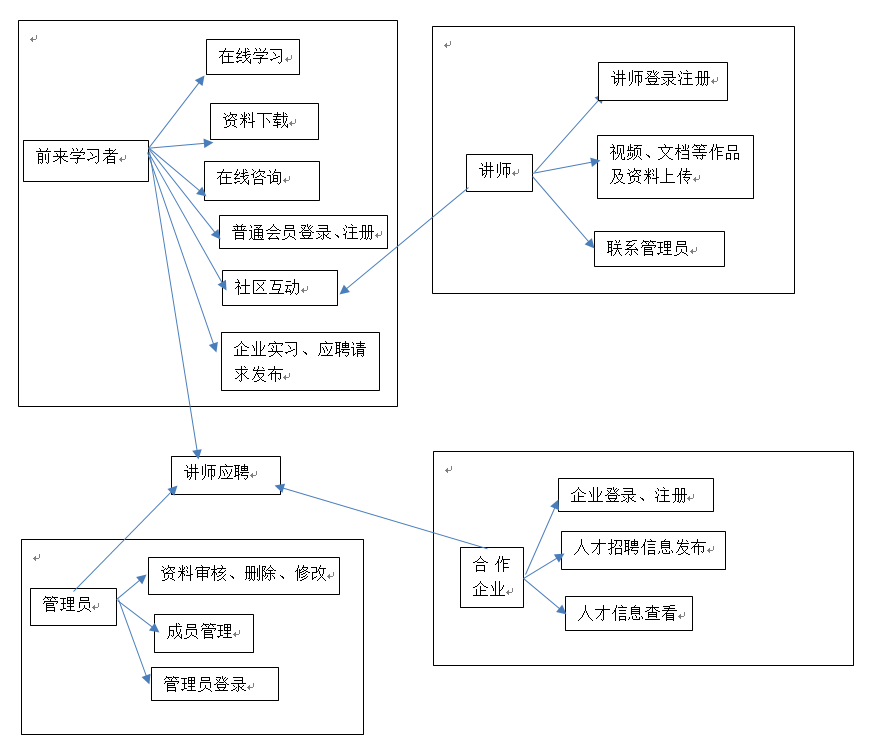 在线学习
资料下载
前来学习者
在线咨询
普通会员登录、注册
社区互动
企业实习、应聘请
求发布
讲师登录注册
讲师
视频、文档等作品
及资料上传
联系管理员
讲师应聘
资料审核、删除、修改
管理员
成员管理
管理员登录
企业登录、注册
合 作
企业
人才招聘信息发布
人才信息查看